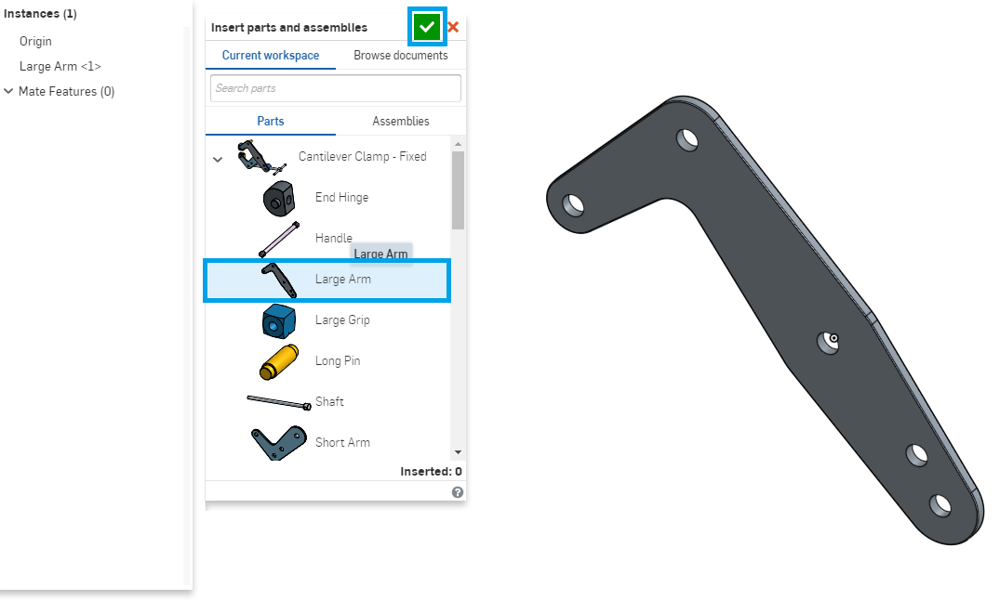 Instances (1)
Origin
Large Arm <1>
Mate Features (0)
Insert parts and assemblies
Current workspace
Browse documents
Search parts
Parts
Assemblies
Cantilever Clamp - Fixed
End Hinge
Handle
Large Arm
Large Arm
Large Grip
Long Pin
Shaft
Short Arm
Inserted: 0
?